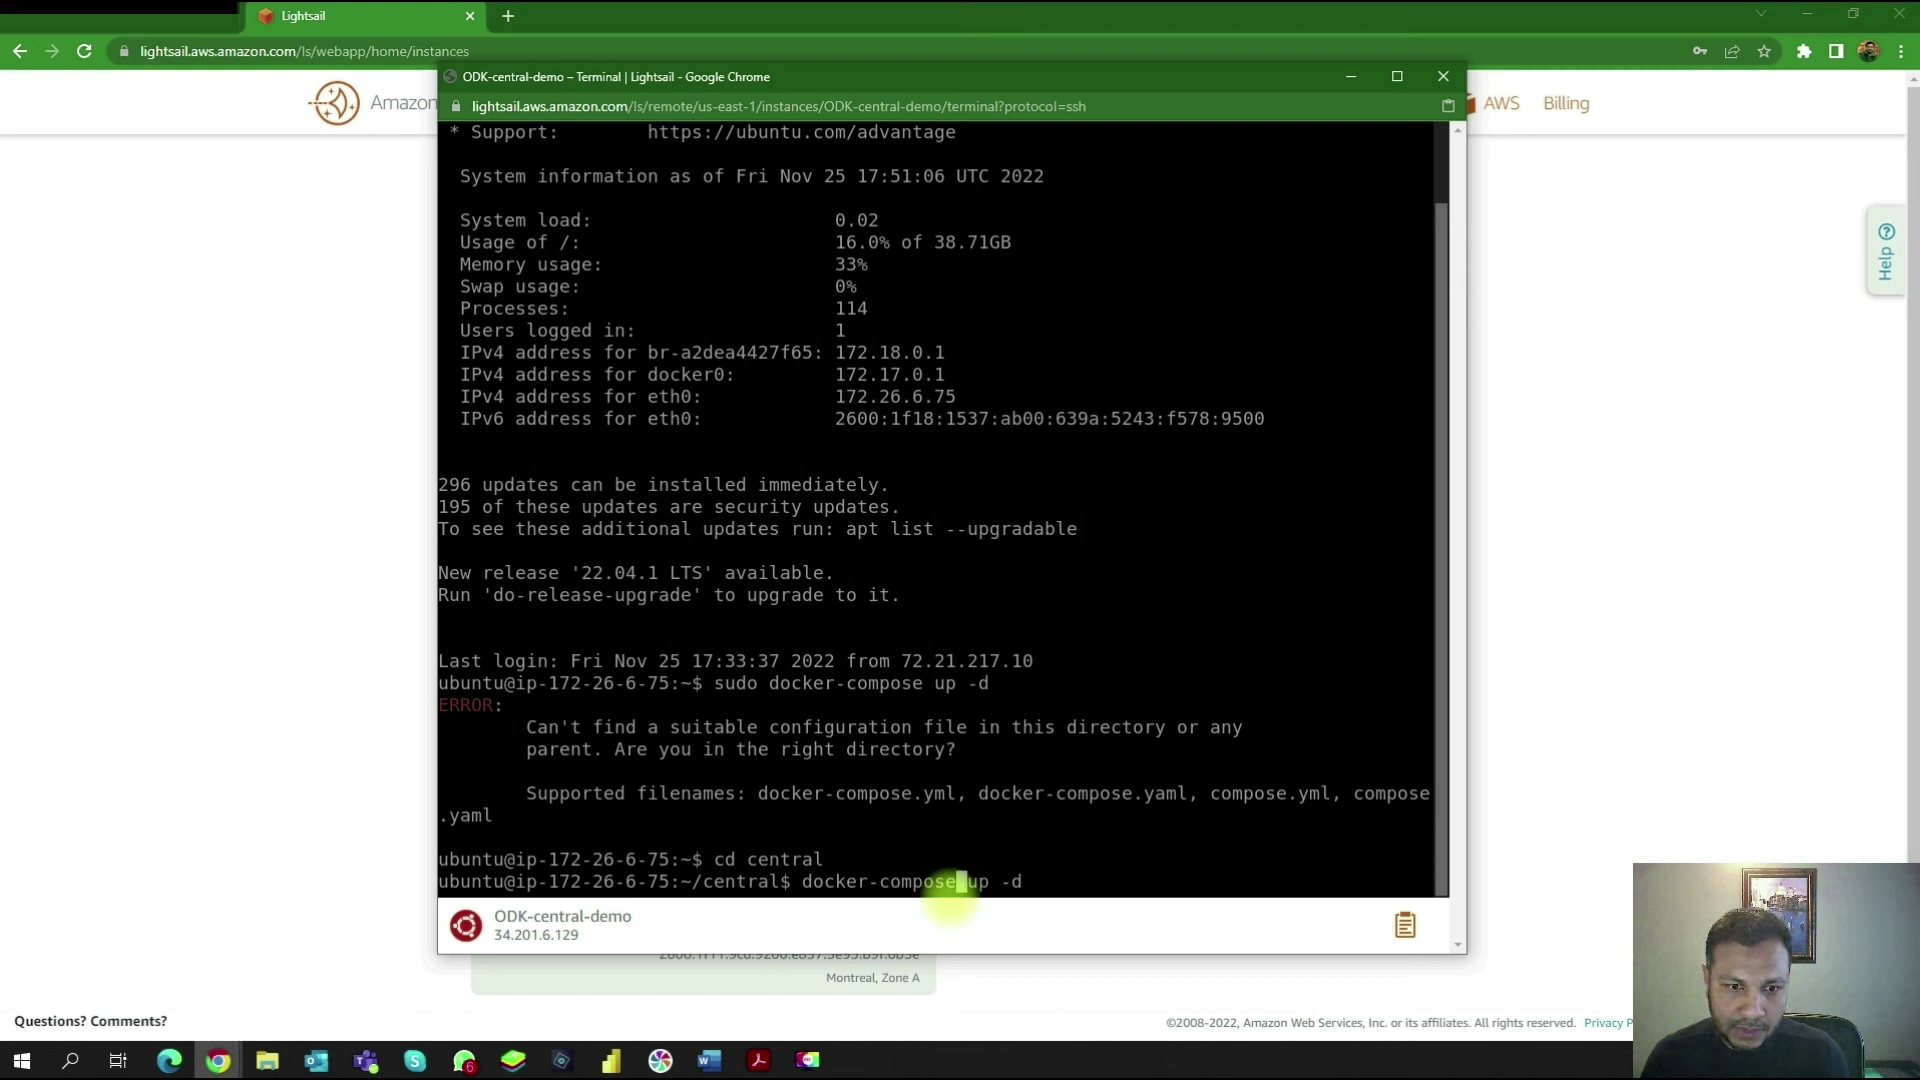 Lightsail
lightsail.aws.amazon.com/ls/webapp/home/instances
ODK-central-demo – Terminal | Lightsail - Google Chrome
lightsail.aws.amazon.com/ls/remote/us-east-1/instances/ODK-central-demo/terminal?protocol=ssh
Amazon
AWS
Billing
Help
* Support: https://ubuntu.com/advantage
System information as of Fri Nov 25 17:51:06 UTC 2022
System load: 0.02
Usage of /: 16.0% of 38.71GB
Memory usage: 33%
Swap usage: 0%
Processes: 114
Users logged in: 1
IPv4 address for br-a2dea4427f65: 172.18.0.1
IPv4 address for docker0: 172.17.0.1
IPv4 address for eth0: 172.26.6.75
IPv6 address for eth0: 2600:1f18:1537:ab00:639a:5243:f578:9500
296 updates can be installed immediately.
195 of these updates are security updates.
To see these additional updates run: apt list --upgradable
New release '22.04.1 LTS' available.
Run 'do-release-upgrade' to upgrade to it.
Last login: Fri Nov 25 17:33:37 2022 from 72.21.217.10
ubuntu@ip-172-26-6-75:~$ sudo docker-compose up -d
ERROR:
Can't find a suitable configuration file in this directory or any
parent. Are you in the right directory?
Supported filenames: docker-compose.yml, docker-compose.yaml, compose.yml, compose
.yaml
ubuntu@ip-172-26-6-75:~$ cd central
ubuntu@ip-172-26-6-75:~/central$ docker-compose up -d
ODK-central-demo
34.201.6.129
Montreal, Zone A
Questions? Comments?
©2008-2022, Amazon Web Services, Inc. or its affiliates. All rights reserved.
Privacy P
6